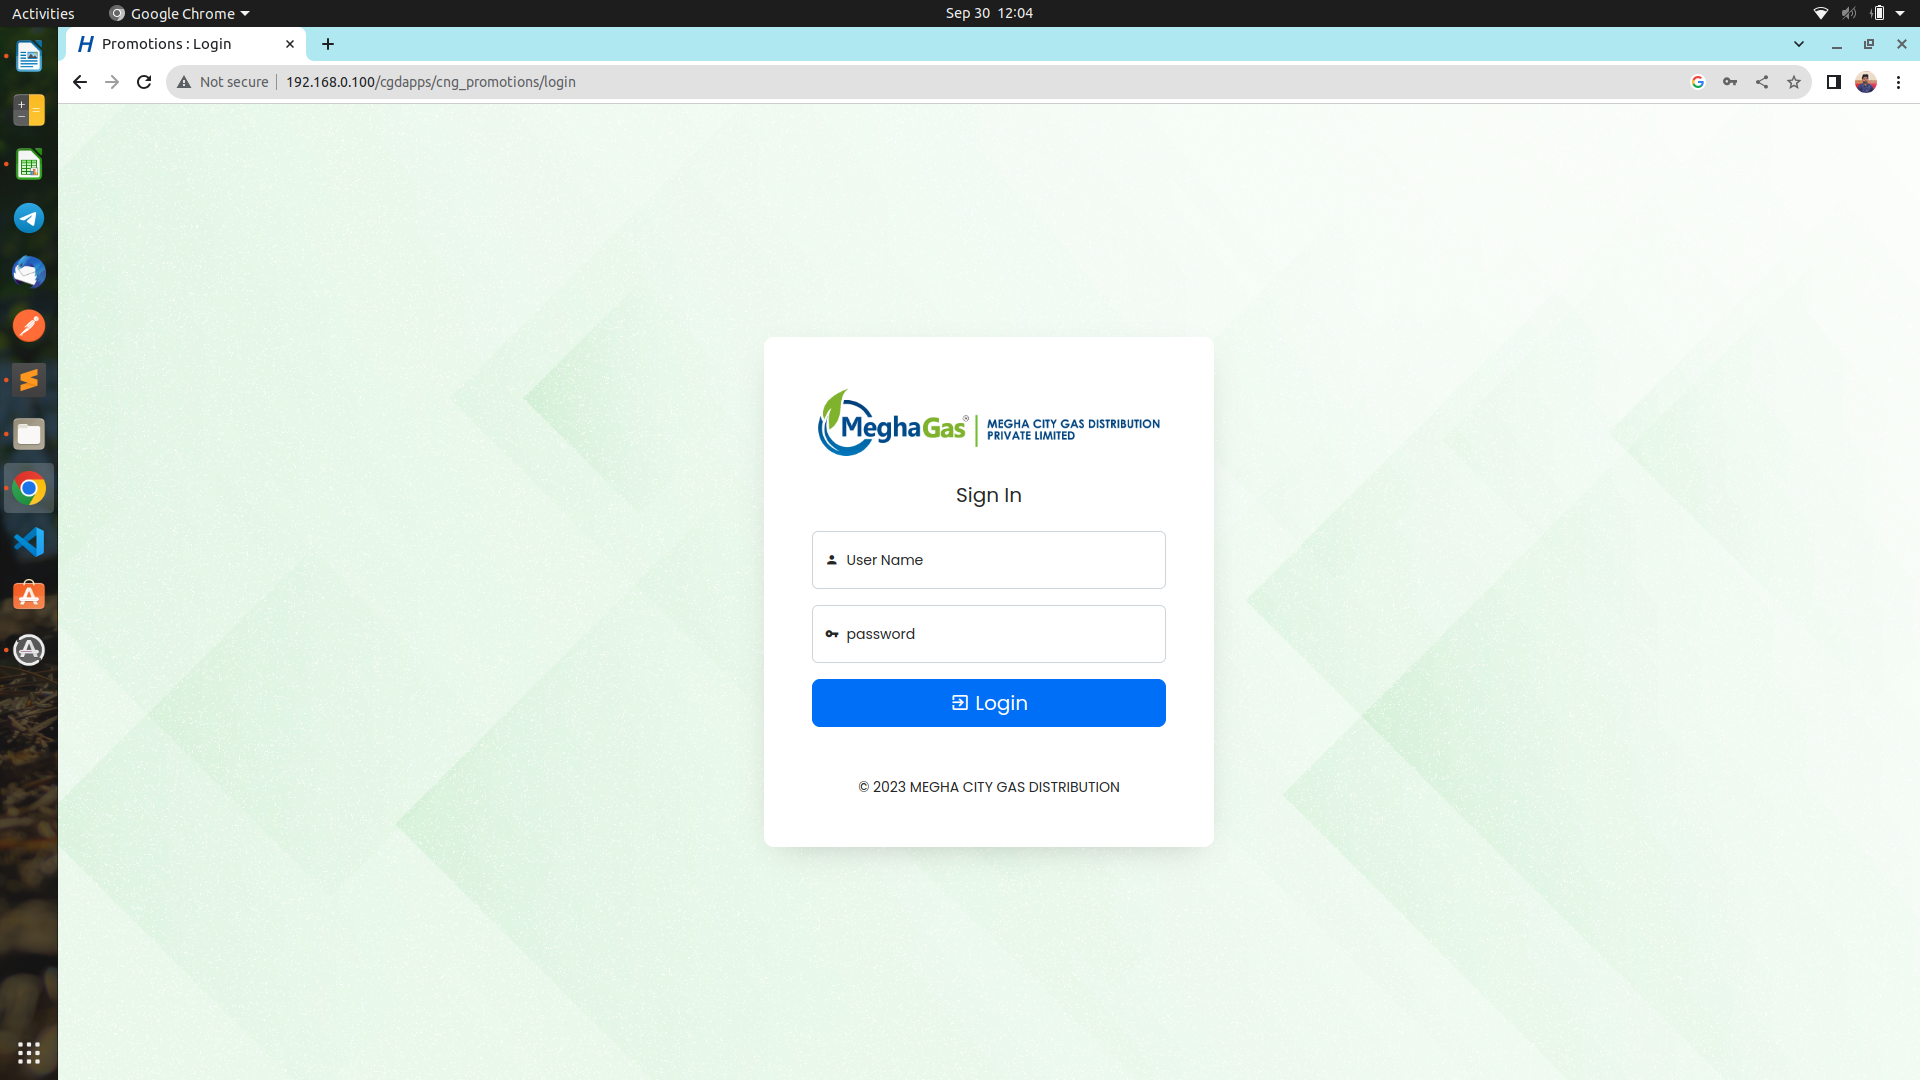 Activities
Google Chrome
Sep 30 12:04
Promotions : Login
Not secure
192.168.0.100/cgdapps/cng_promotions/login
MeghaGas®
MEGHA CITY GAS DISTRIBUTION
PRIVATE LIMITED
Sign In
User Name
password
Login
© 2023 MEGHA CITY GAS DISTRIBUTION